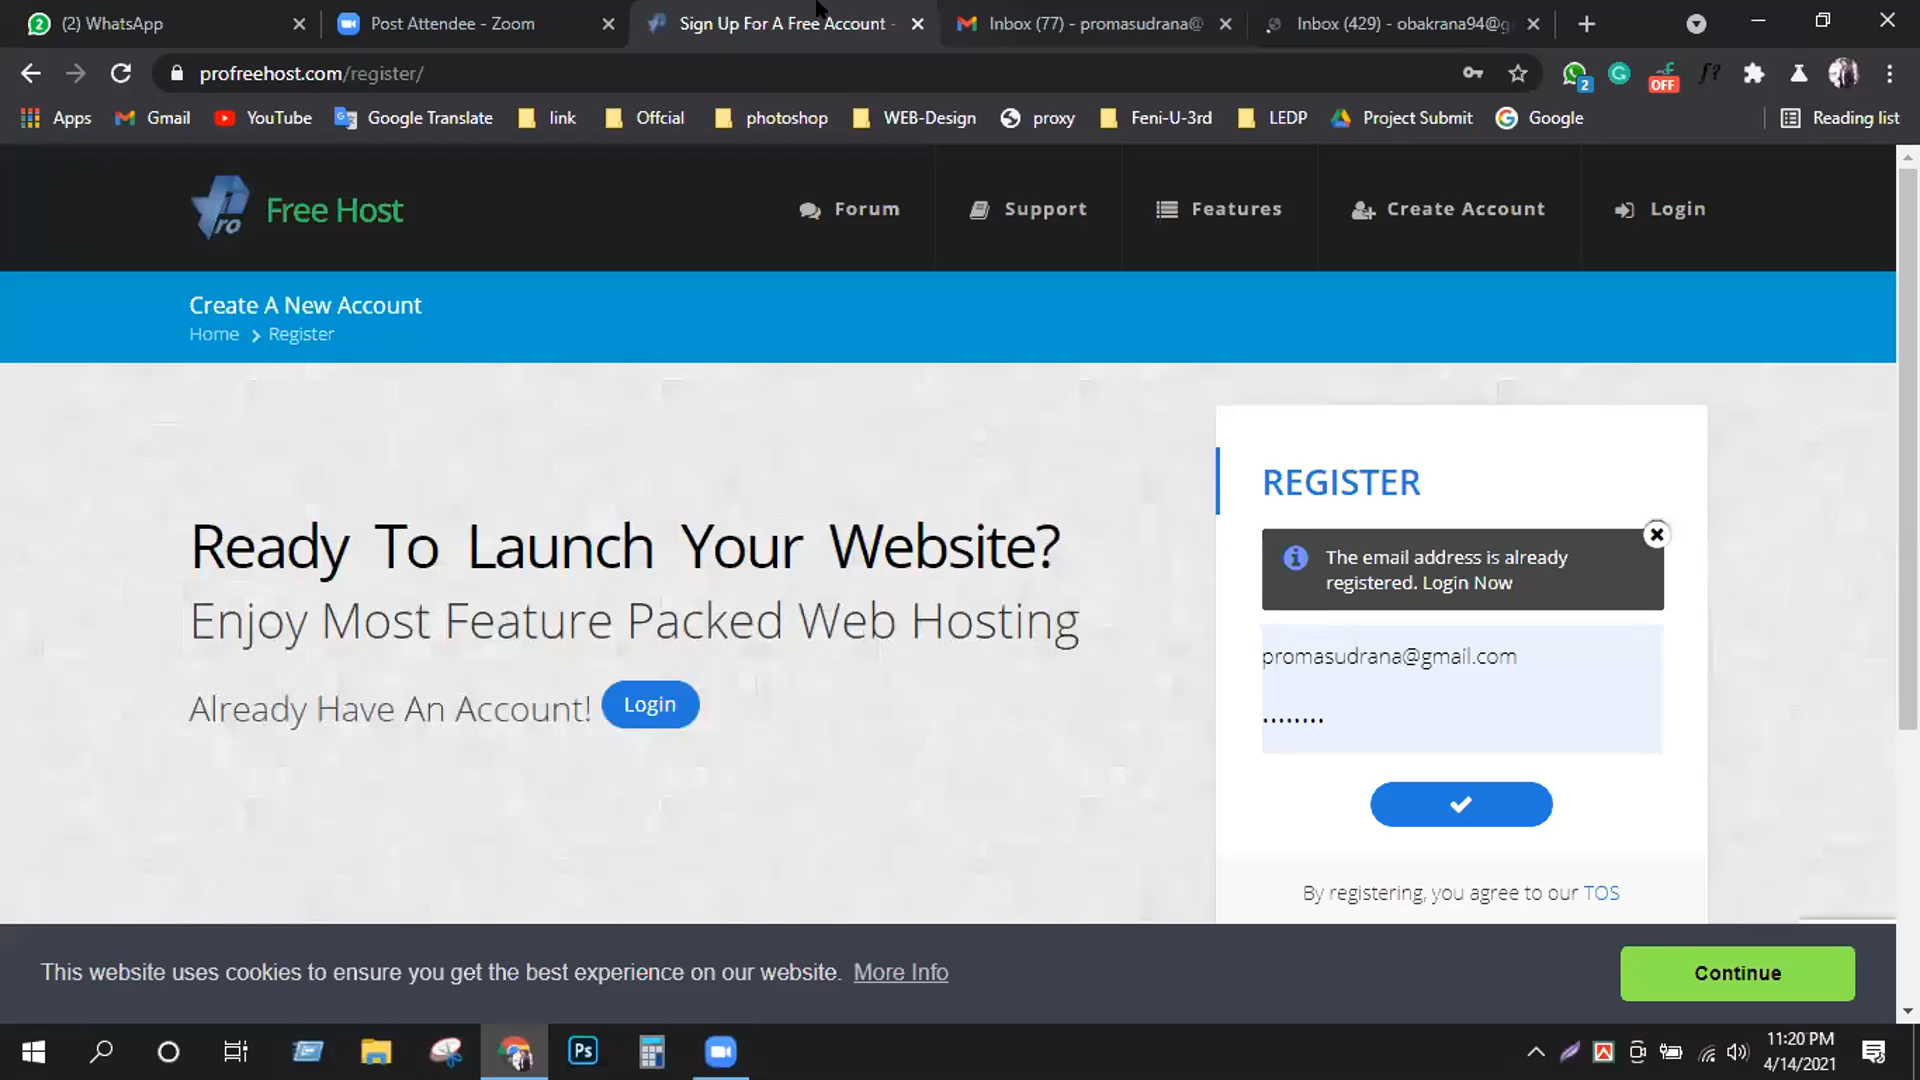 (2) WhatsApp
Post Attendee - Zoom
Sign Up For A Free Account -
Inbox (77) - promasudrana@
Inbox (429) - obakrana94@g
profreehost.com/register/
2
OFF
f?
Apps
Gmail
YouTube
Google Translate
link
Offcial
photoshop
WEB-Design
proxy
Feni-U-3rd
LEDP
Project Submit
Google
Reading list
Pro
Free Host
Forum
Support
Features
Create Account
Login
Create A New Account
Home > Register
Ready To Launch Your Website?
Enjoy Most Feature Packed Web Hosting
Already Have An Account! Login
REGISTER
The email address is already
registered. Login Now
promasudrana@gmail.com
••••••••
By registering, you agree to our TOS
This website uses cookies to ensure you get the best experience on our website. More Info
Continue
Ps
11:20 PM
4/14/2021